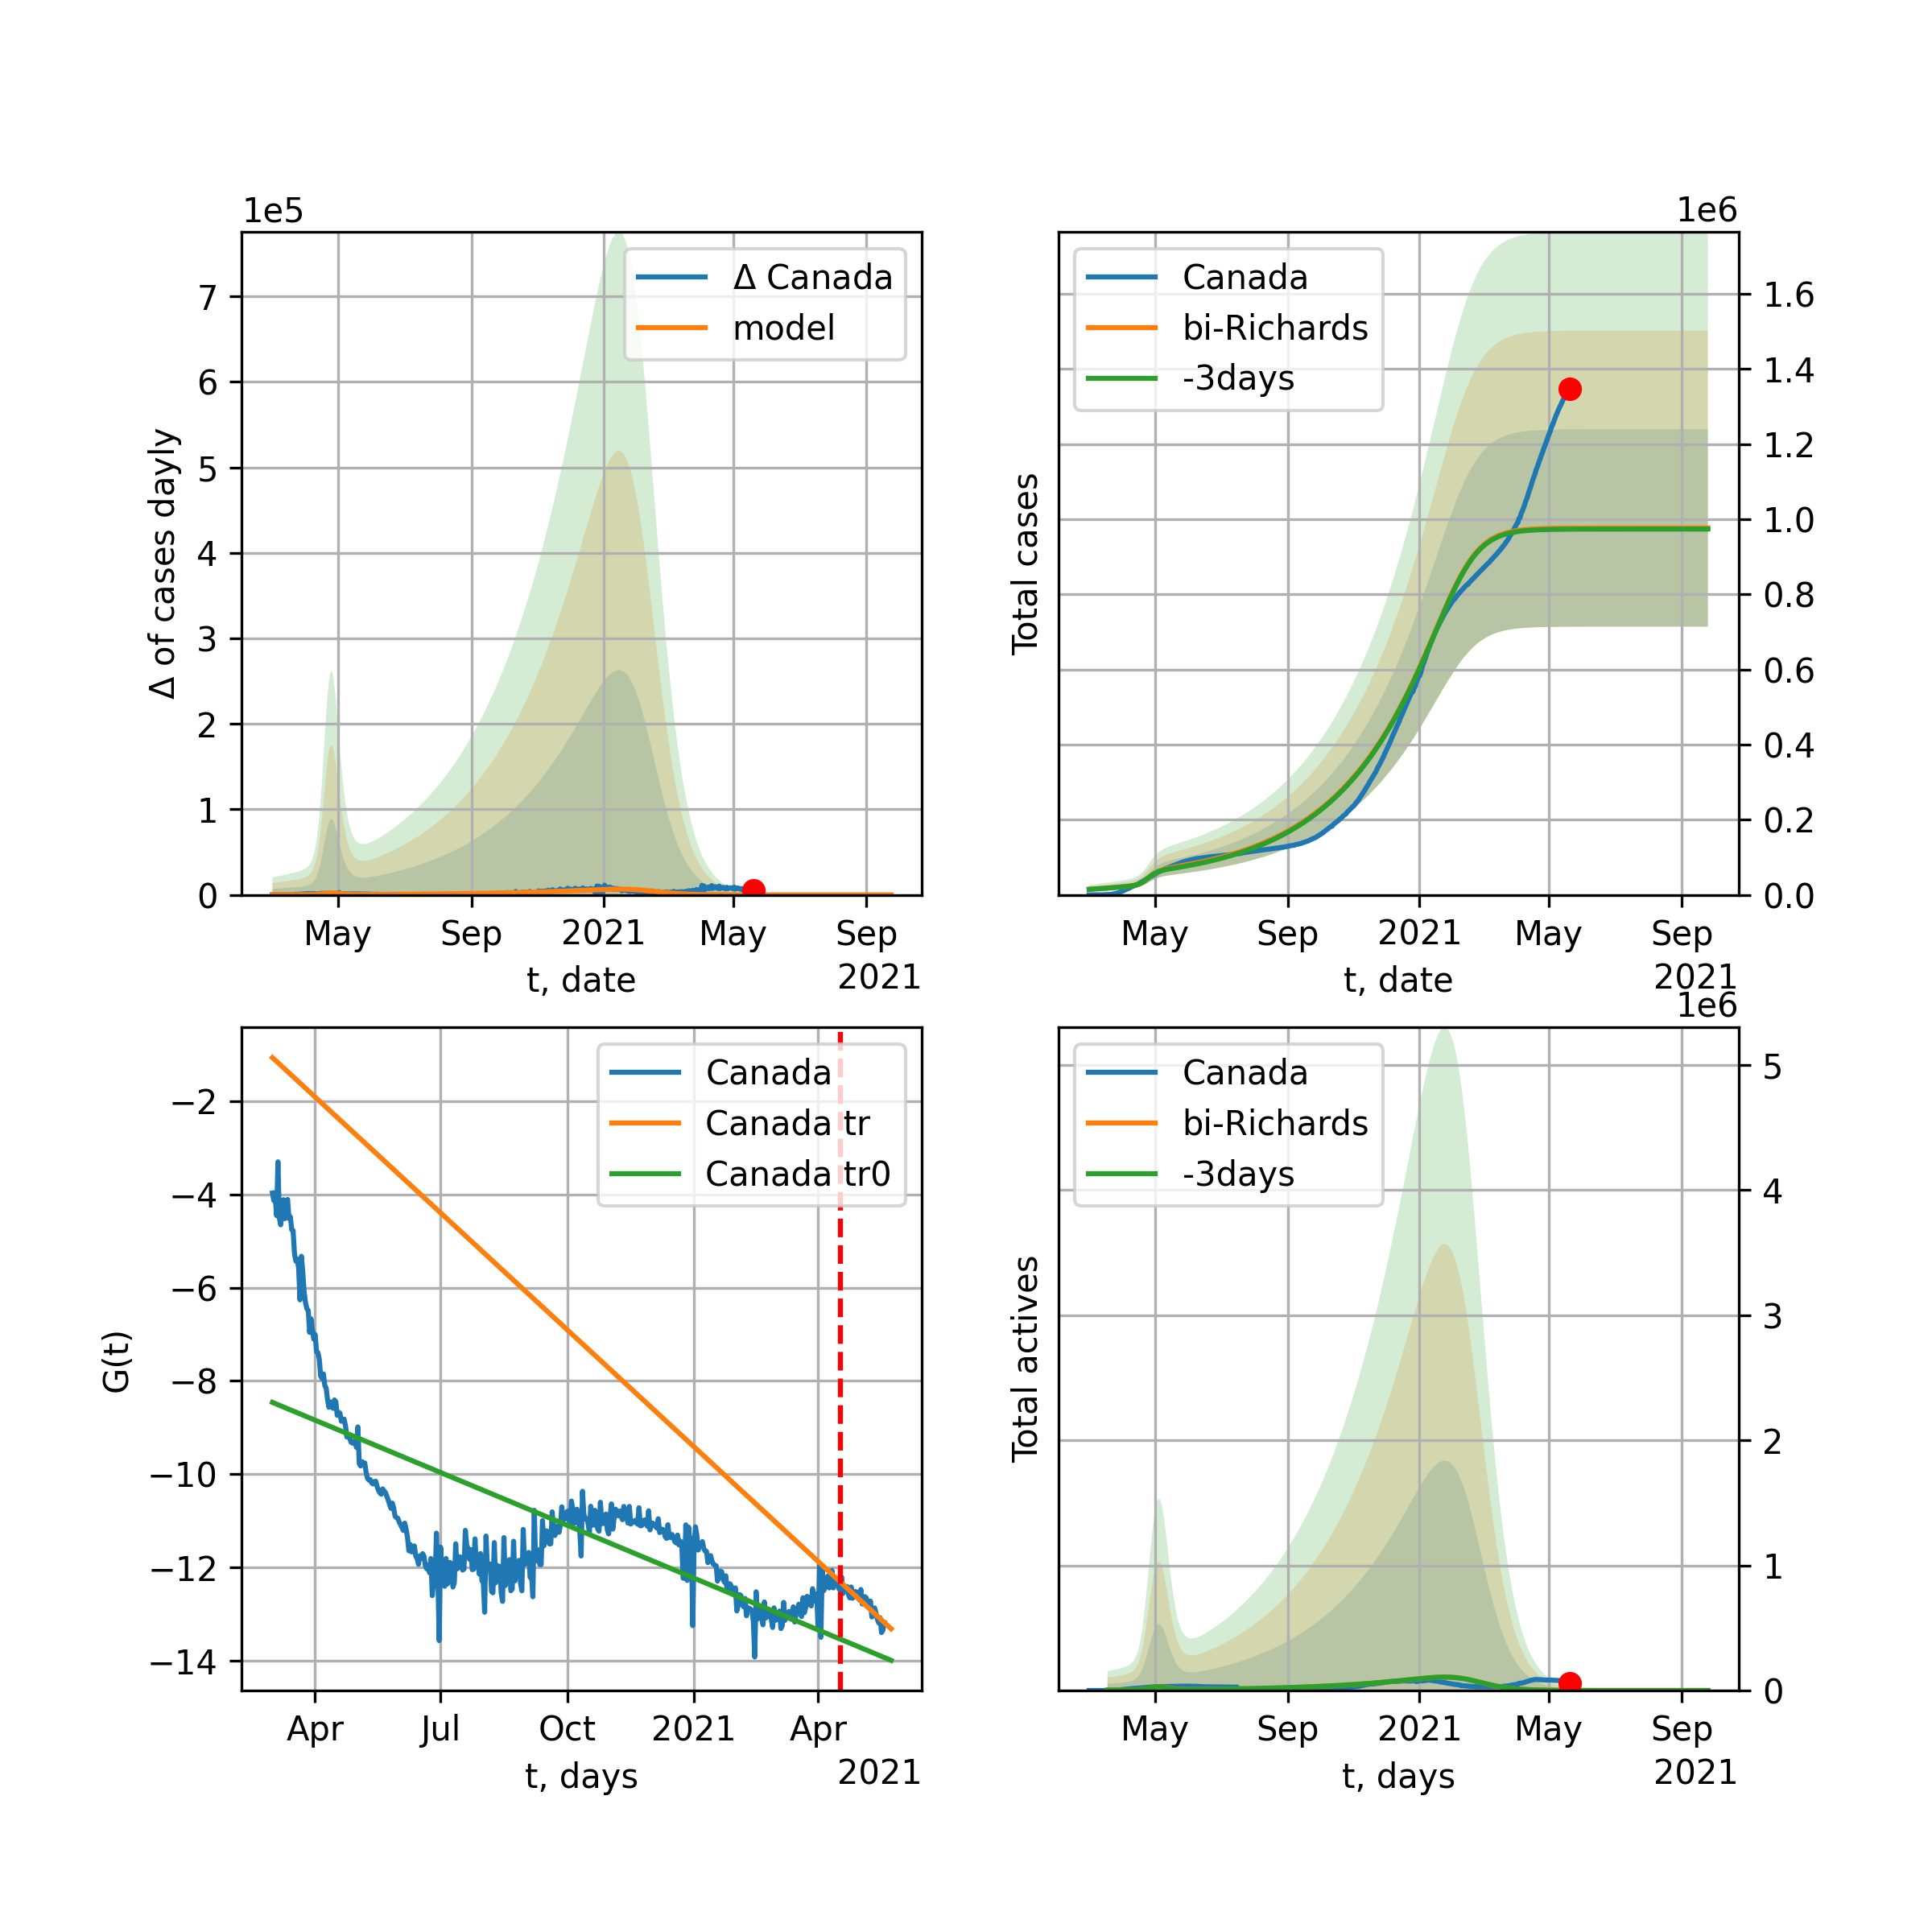 1e5
Δ of cases dayly
7
6
5
4
3
2
1
0
Δ Canada
model
May
Sep
2021
May
Sep
t, date
2021
1e6
Total cases
Canada
bi-Richards
-3days
1.6
1.4
1.2
1.0
0.8
0.6
0.4
0.2
0.0
May
Sep
2021
May
Sep
t, date
2021
G(t)
−2
−4
−6
−8
−10
−12
−14
Canada
Canada tr
Canada tr0
Apr
Jul
Oct
2021
Apr
t, days
2021
1e6
Total actives
Canada
bi-Richards
-3days
5
4
3
2
1
0
May
Sep
2021
May
Sep
t, days
2021